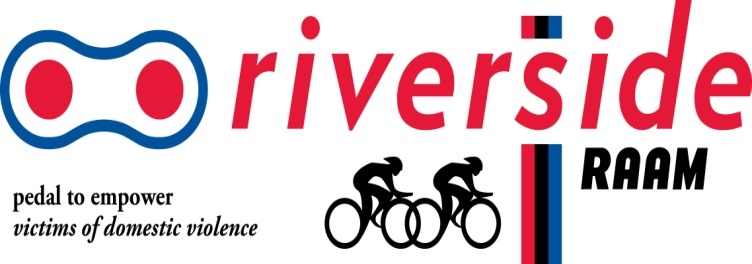 riverside
RAAM
pedal to empower
victims of domestic violence